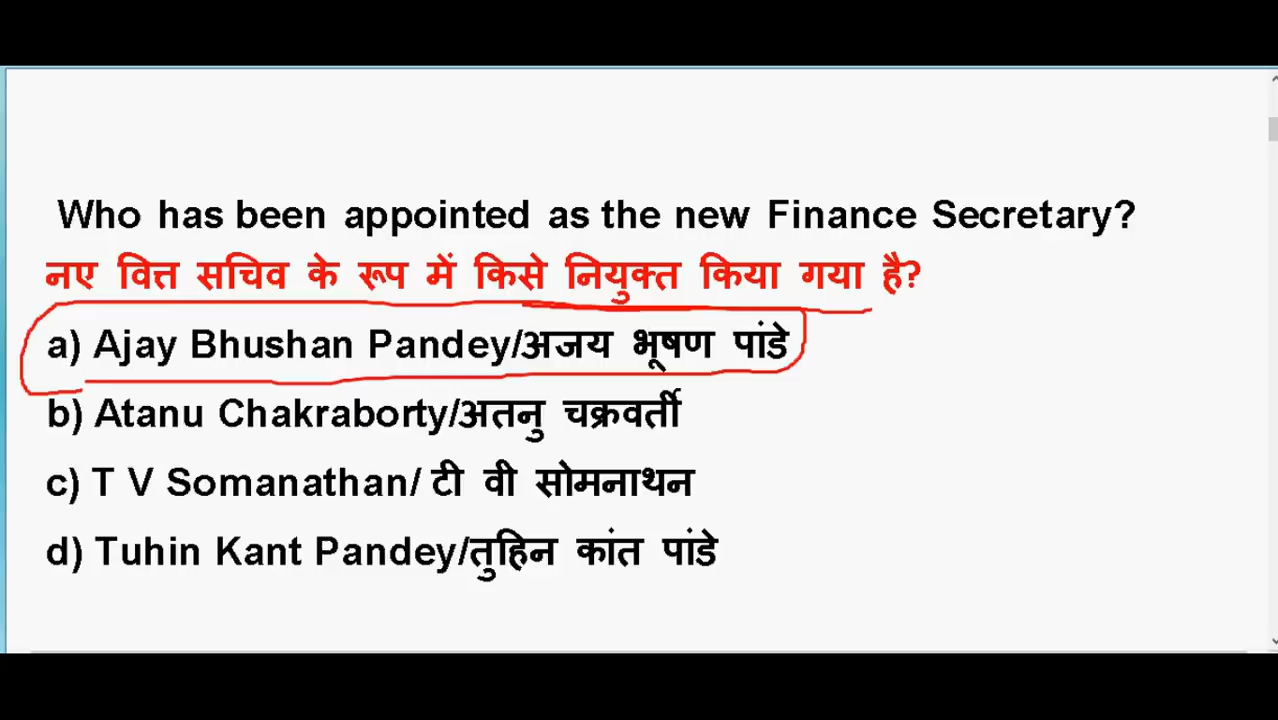 Who has been appointed as the new Finance Secretary?
नए वित्त सचिव के रूप में किसे नियुक्त किया गया है?
a) Ajay Bhushan Pandey/अजय भूषण पांडे
b) Atanu Chakraborty/अतनु चक्रवर्ती
c) T V Somanathan/ टी वी सोमनाथन
d) Tuhin Kant Pandey/तुहिन कांत पांडे